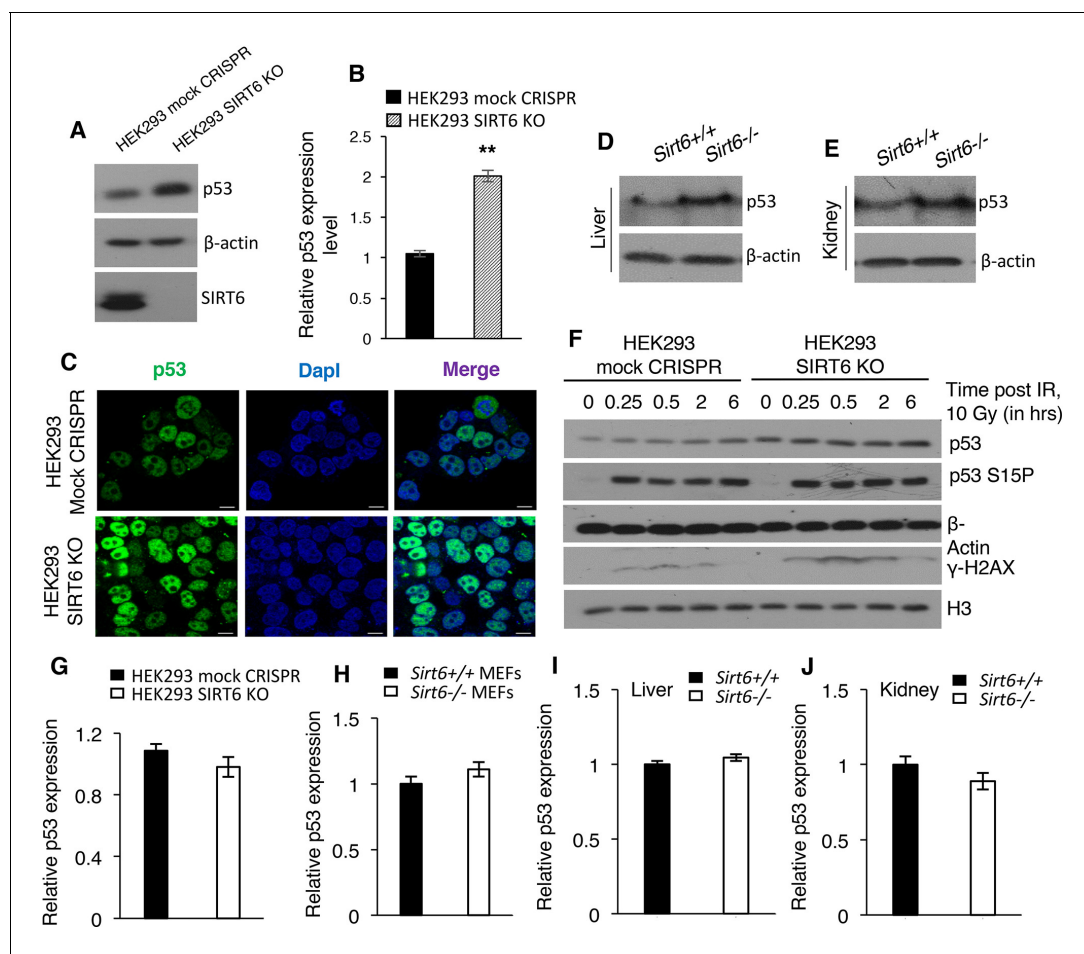 A
HEK293 mock CRISPR
HEK293 SIRT6 KO
p53
β-actin
SIRT6
B
HEK293 mock CRISPR
HEK293 SIRT6 KO
Relative p53 expression
level
2.5
2
1.5
1
0.5
0
**
C
p53
DapI
Merge
HEK293
Mock CRISPR
HEK293
SIRT6 KO
D
Sirt6+/+
Sirt6-/-
Liver
p53
β-actin
E
Sirt6+/+
Sirt6-/-
Kidney
p53
β-actin
F
HEK293
mock CRISPR
HEK293
SIRT6 KO
0 0.25 0.5 2 6 0 0.25 0.5 2 6
Time post IR,
10 Gy (in hrs)
p53
p53 S15P
β-
Actin
γ-H2AX
H3
G
HEK293 mock CRISPR
HEK293 SIRT6 KO
Relative p53 expression
1.2
0.8
0.4
0
H
Sirt6+/+ MEFs
Sirt6-/- MEFs
Relative p53 expression
1.5
1
0.5
0
I
Liver
Sirt6+/+
Sirt6-/-
Relative p53 expression
1.5
1
0.5
0
J
Kidney
Sirt6+/+
Sirt6-/-
Relative p53 expression
1.5
1
0.5
0